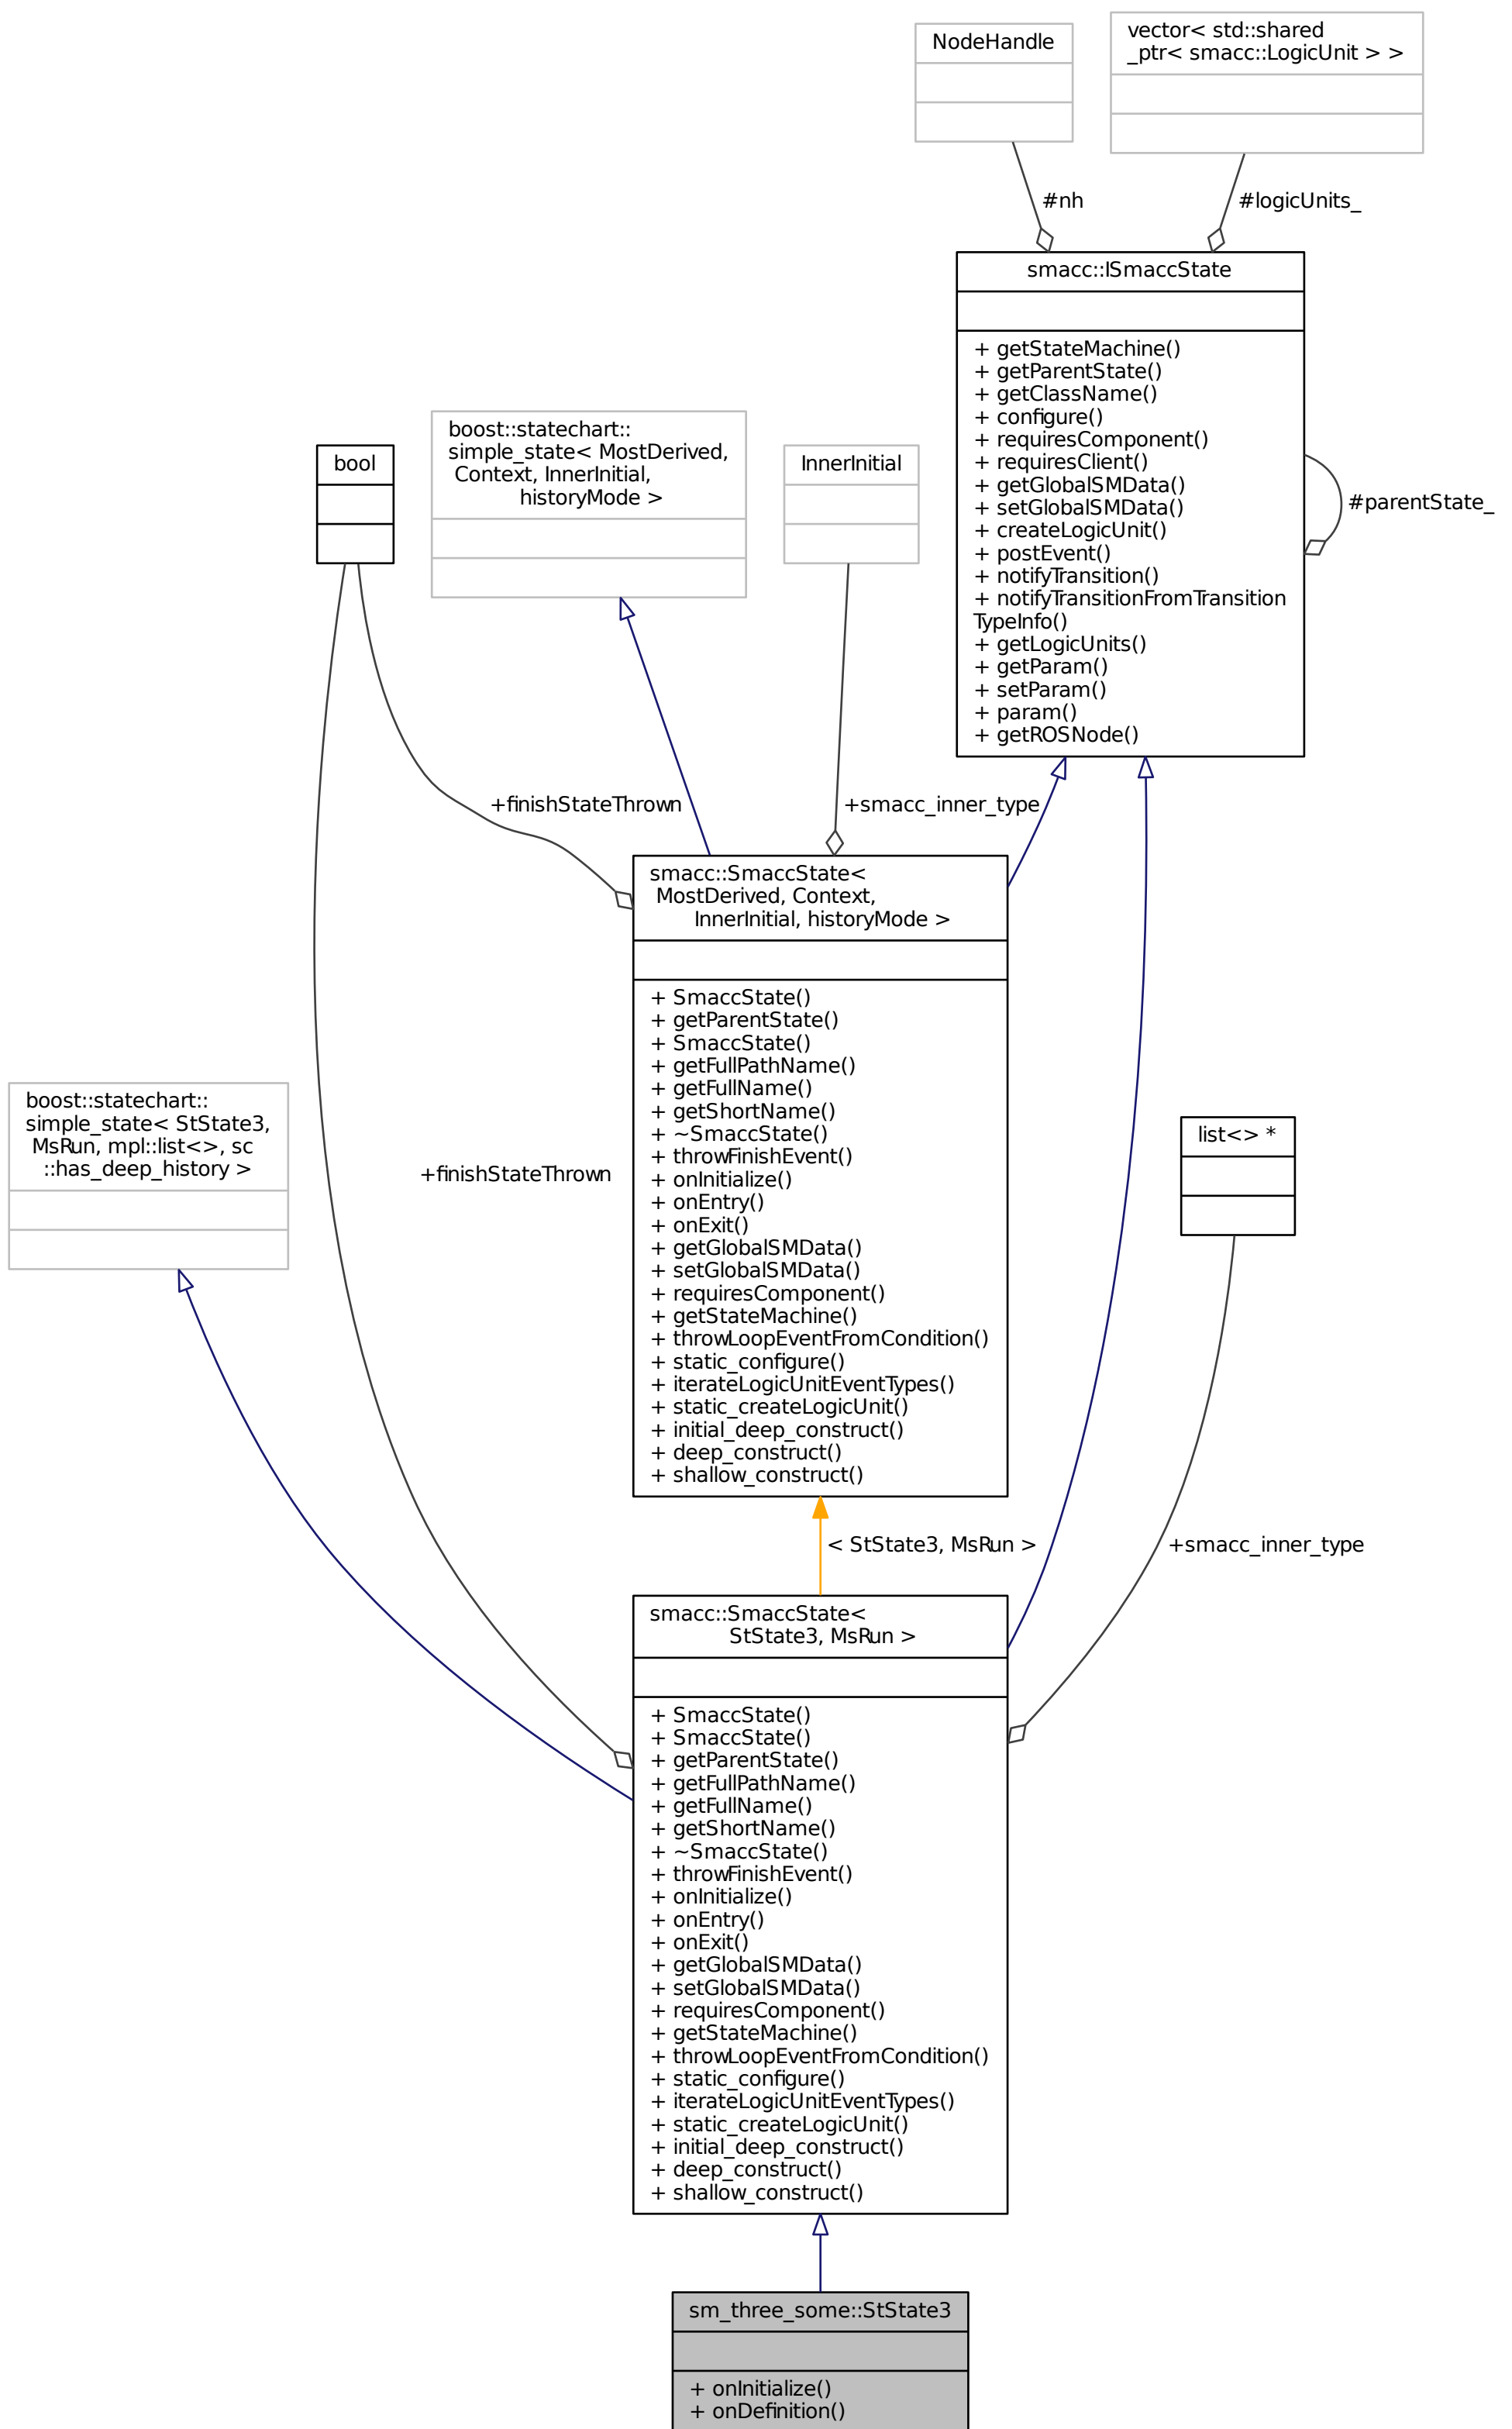 NodeHandle
vector< std::shared
_ptr< smacc::LogicUnit > >
#nh
#logicUnits_
smacc::ISmaccState
+ getStateMachine()
+ getParentState()
+ getClassName()
+ configure()
+ requiresComponent()
+ requiresClient()
+ getGlobalSMData()
+ setGlobalSMData()
+ createLogicUnit()
+ postEvent()
+ notifyTransition()
+ notifyTransitionFromTransition
TypeInfo()
+ getLogicUnits()
+ getParam()
+ setParam()
+ param()
+ getROSNode()
#parentState_
bool
boost::statechart::
simple_state< MostDerived,
Context, InnerInitial,
historyMode >
InnerInitial
+finishStateThrown
+smacc_inner_type
smacc::SmaccState<
MostDerived, Context,
InnerInitial, historyMode >
+ SmaccState()
+ getParentState()
+ SmaccState()
+ getFullPathName()
+ getFullName()
+ getShortName()
+ ~SmaccState()
+ throwFinishEvent()
+ onInitialize()
+ onEntry()
+ onExit()
+ getGlobalSMData()
+ setGlobalSMData()
+ requiresComponent()
+ getStateMachine()
+ throwLoopEventFromCondition()
+ static_configure()
+ iterateLogicUnitEventTypes()
+ static_createLogicUnit()
+ initial_deep_construct()
+ deep_construct()
+ shallow_construct()
boost::statechart::
simple_state< StState3,
MsRun, mpl::list<>, sc
::has_deep_history >
+finishStateThrown
list<> *
< StState3, MsRun >
+smacc_inner_type
smacc::SmaccState<
StState3, MsRun >
+ SmaccState()
+ SmaccState()
+ getParentState()
+ getFullPathName()
+ getFullName()
+ getShortName()
+ ~SmaccState()
+ throwFinishEvent()
+ onInitialize()
+ onEntry()
+ onExit()
+ getGlobalSMData()
+ setGlobalSMData()
+ requiresComponent()
+ getStateMachine()
+ throwLoopEventFromCondition()
+ static_configure()
+ iterateLogicUnitEventTypes()
+ static_createLogicUnit()
+ initial_deep_construct()
+ deep_construct()
+ shallow_construct()
sm_three_some::StState3
+ onInitialize()
+ onDefinition()